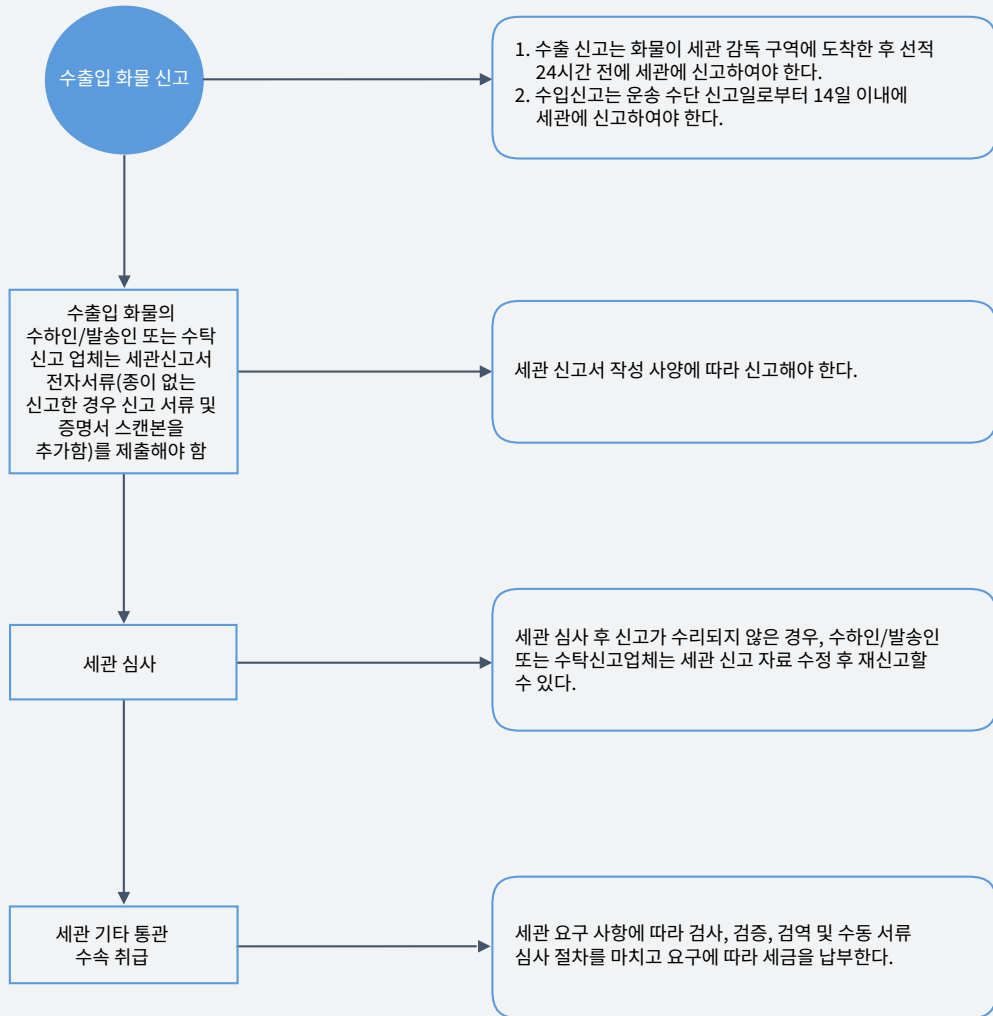 수출입 화물 신고
1. 수출 신고는 화물이 세관 감독 구역에 도착한 후 선적
24시간 전에 세관에 신고하여야 한다.
2. 수입신고는 운송 수단 신고일로부터 14일 이내에
세관에 신고하여야 한다.
수출입 화물의
수하인/발송인 또는 수탁
신고 업체는 세관신고서
전자서류(종이 없는
신고한 경우 신고 서류 및
증명서 스캔본을
추가함)를 제출해야 함
세관 신고서 작성 사양에 따라 신고해야 한다.
세관 심사
세관 심사 후 신고가 수리되지 않은 경우, 수하인/발송인
또는 수탁신고업체는 세관 신고 자료 수정 후 재신고할
수 있다.
세관 기타 통관
수속 취급
세관 요구 사항에 따라 검사, 검증, 검역 및 수동 서류
심사 절차를 마치고 요구에 따라 세금을 납부한다.